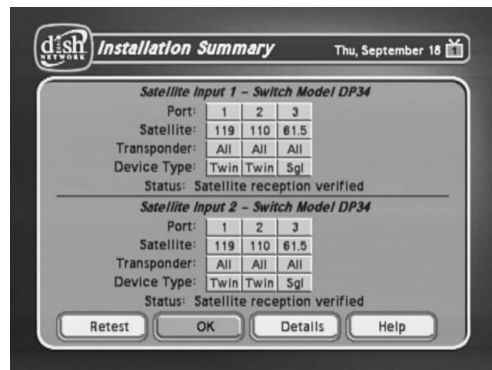 dish
NETWORK
Installation Summary
Thu, September 18
Satellite Input 1 – Switch Model DP34
Port: 1 2 3
Satellite: 119 110 61.5
Transponder: All All All
Device Type: Twin Twin Sgl
Status: Satellite reception verified
Satellite Input 2 – Switch Model DP34
Port: 1 2 3
Satellite: 119 110 61.5
Transponder: All All All
Device Type: Twin Twin Sgl
Status: Satellite reception verified
Retest OK Details Help